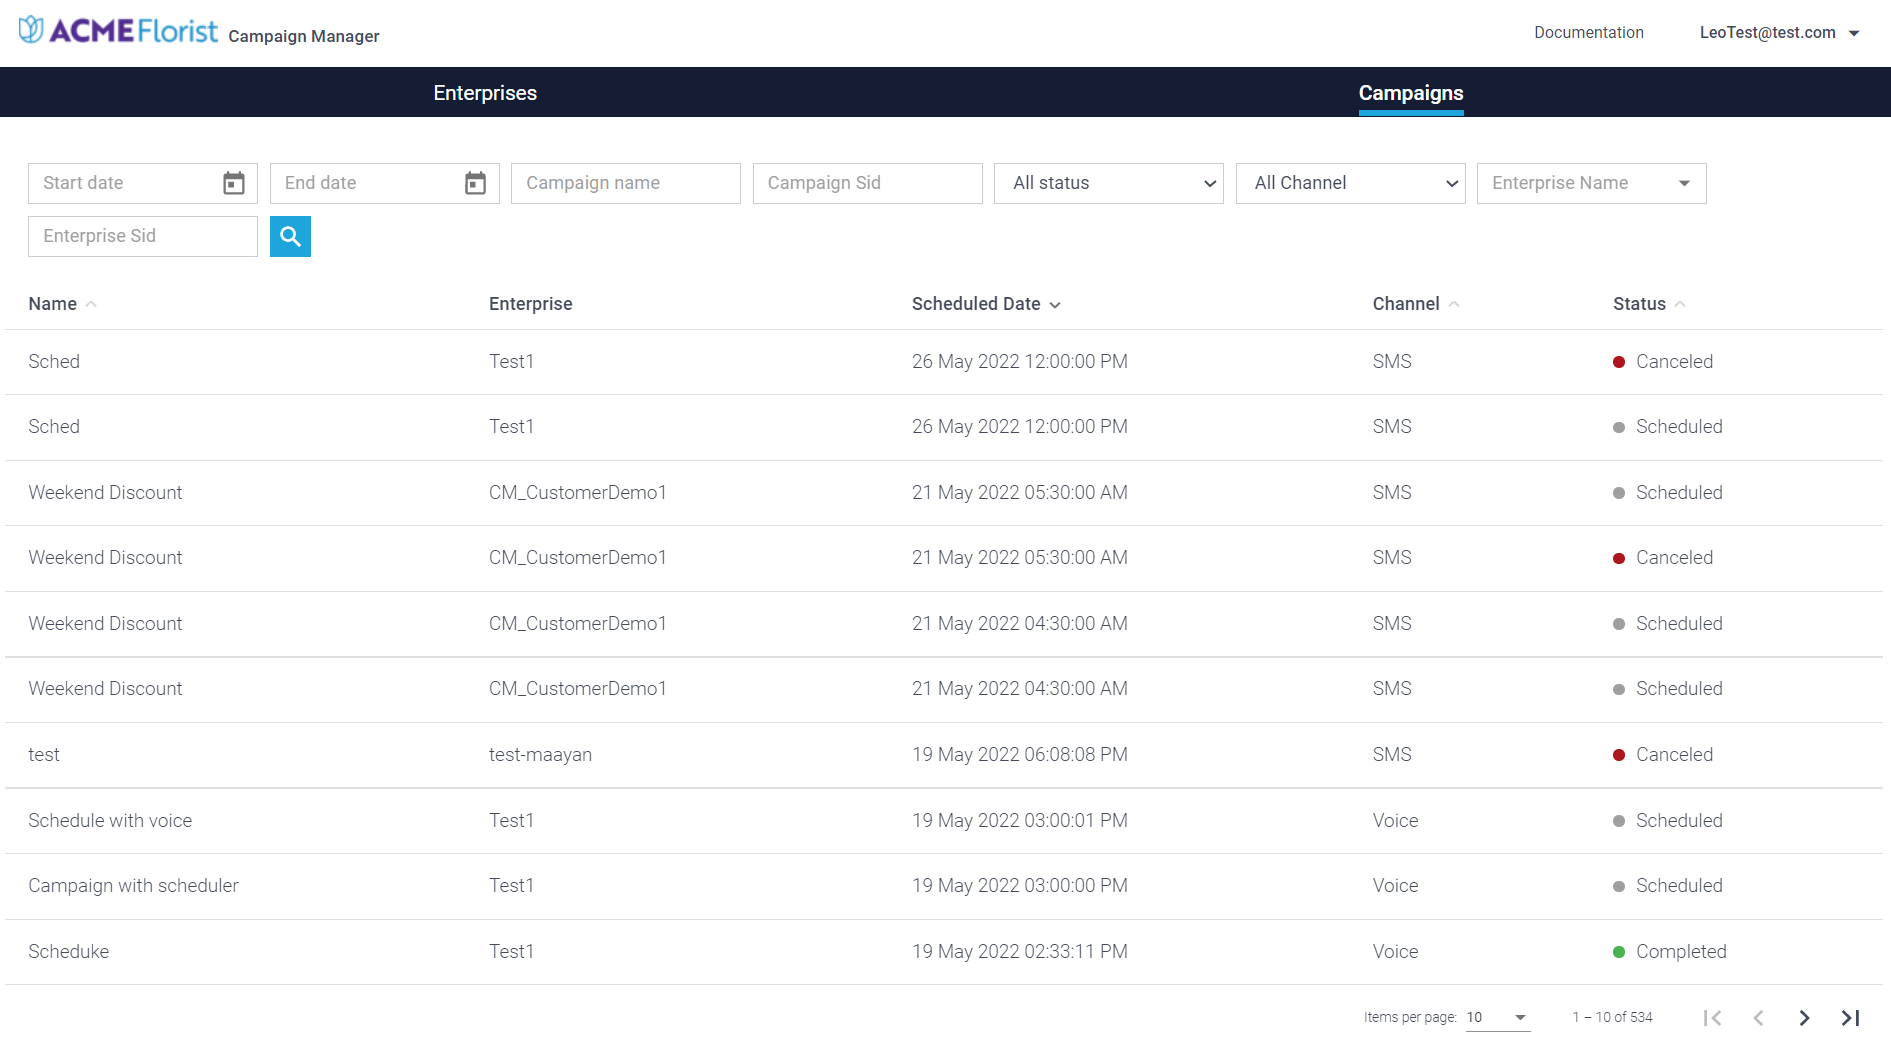 ACME Florist Campaign Manager Documentation LeoTest@test.com
Enterprises Campaigns
Start date End date Campaign name Campaign Sid All status All Channel Enterprise Name
Enterprise Sid
Name Enterprise Scheduled Date Channel Status
Sched Test1 26 May 2022 12:00:00 PM SMS Canceled
Sched Test1 26 May 2022 12:00:00 PM SMS Scheduled
Weekend Discount CM_CustomerDemo1 21 May 2022 05:30:00 AM SMS Scheduled
Weekend Discount CM_CustomerDemo1 21 May 2022 05:30:00 AM SMS Canceled
Weekend Discount CM_CustomerDemo1 21 May 2022 04:30:00 AM SMS Scheduled
Weekend Discount CM_CustomerDemo1 21 May 2022 04:30:00 AM SMS Scheduled
test test-maayan 19 May 2022 06:08:08 PM SMS Canceled
Schedule with voice Test1 19 May 2022 03:00:01 PM Voice Scheduled
Campaign with scheduler Test1 19 May 2022 03:00:00 PM Voice Scheduled
Scheduke Test1 19 May 2022 02:33:11 PM Voice Completed
Items per page: 10 1 – 10 of 534